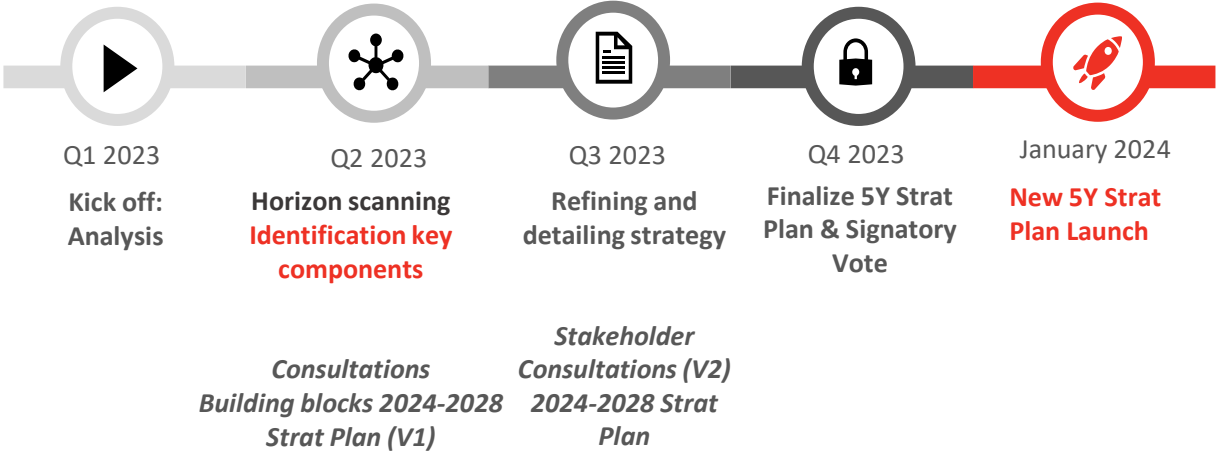 Q1 2023
Kick off:
Analysis
Q2 2023
Horizon scanning
Identification key
components
Consultations
Building blocks 2024-2028
Strat Plan (V1)
Q3 2023
Refining and
detailing strategy
Stakeholder
Consultations (V2)
2024-2028 Strat
Plan
Q4 2023
Finalize 5Y Strat
Plan & Signatory
Vote
January 2024
New 5Y Strat
Plan Launch